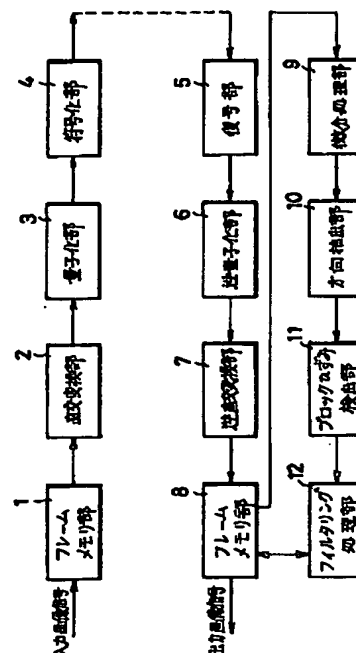 入力画像信号
1
フレーム
メモリ部
2
直交変換部
3
量子化部
4
符号化部
5
復号部
6
逆量子化部
7
逆直交変換部
8
フレーム
メモリ部
出力画像信号
9
微分処理部
10
方向検出部
11
ブロックひずみ
検出部
12
フィルタリング
処理部